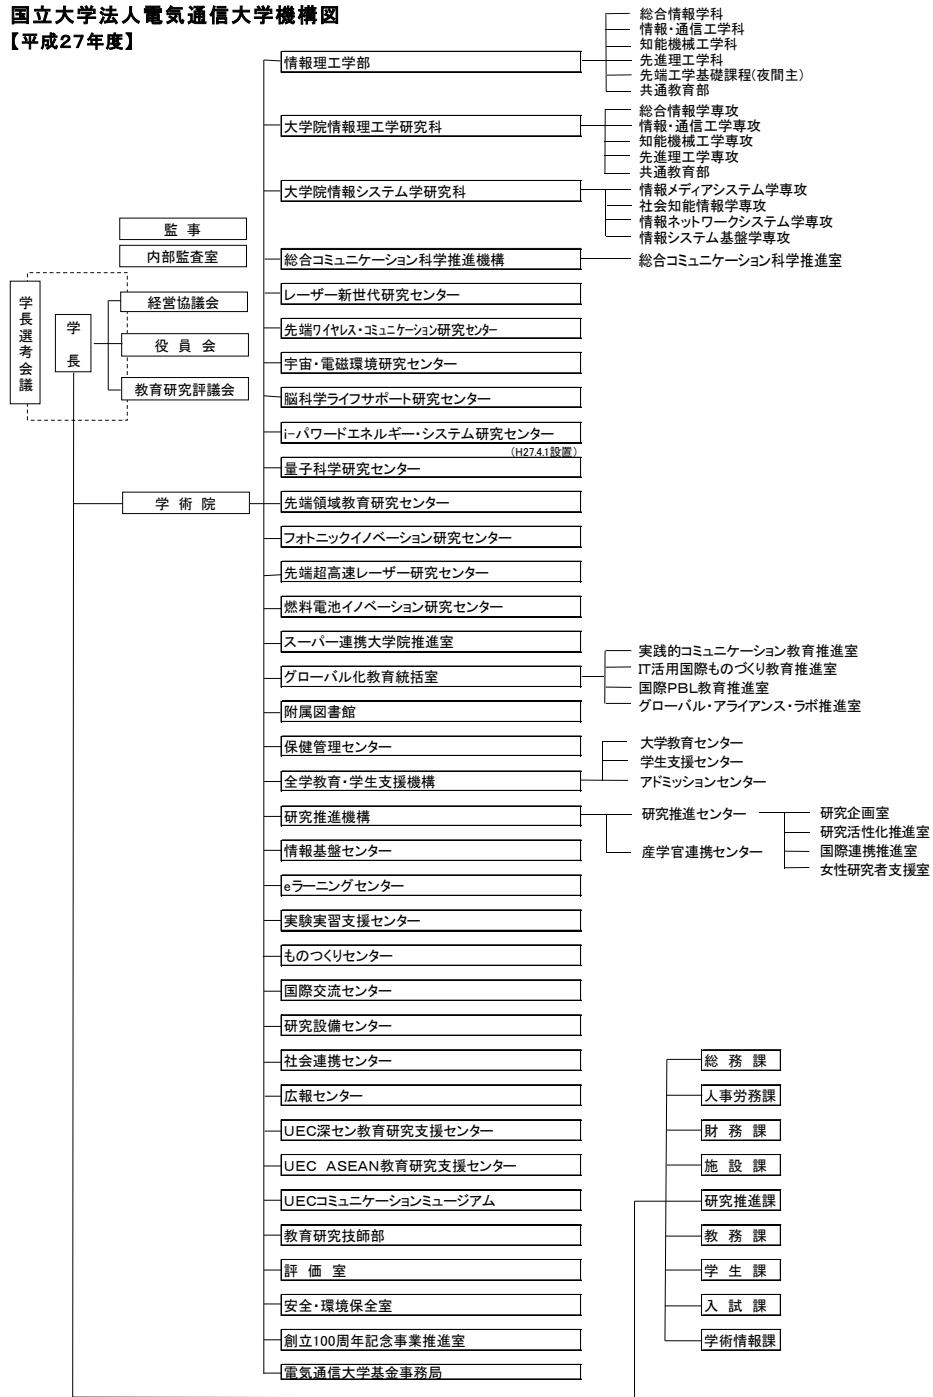 国立大学法人電気通信大学機構図
【平成27年度】
学長選考会議
学長
監事
内部監査室
経営協議会
役員会
教育研究評議会
学術院
情報理工学部
総合情報学科
情報・通信工学科
知能機械工学科
先進理工学科
先端工学基礎課程(夜間主)
共通教育部
大学院情報理工学研究科
総合情報学専攻
情報・通信工学専攻
知能機械工学専攻
先進理工学専攻
共通教育部
大学院情報システム学研究科
情報メディアシステム学専攻
社会知能情報学専攻
情報ネットワークシステム学専攻
情報システム基盤学専攻
総合コミュニケーション科学推進機構
総合コミュニケーション科学推進室
レーザー新世代研究センター
先端ワイヤレス・コミュニケーション研究センター
宇宙・電磁環境研究センター
脳科学ライフサポート研究センター
i-パワードエネルギー・システム研究センター
(H27.4.1設置)
量子科学研究センター
先端領域教育研究センター
フォトニックイノベーション研究センター
先端超高速レーザー研究センター
燃料電池イノベーション研究センター
スーパー連携大学院推進室
グローバル化教育統括室
実践的コミュニケーション教育推進室
IT活用国際ものづくり教育推進室
国際PBL教育推進室
グローバル・アライアンス・ラボ推進室
附属図書館
保健管理センター
全学教育・学生支援機構
大学教育センター
学生支援センター
アドミッションセンター
研究推進機構
研究推進センター
研究企画室
研究活性化推進室
国際連携推進室
女性研究者支援室
産学官連携センター
情報基盤センター
eラーニングセンター
実験実習支援センター
ものつくりセンター
国際交流センター
研究設備センター
社会連携センター
広報センター
UEC深セン教育研究支援センター
UEC ASEAN教育研究支援センター
UECコミュニケーションミュージアム
教育研究技師部
評価室
安全・環境保全室
創立100周年記念事業推進室
電気通信大学基金事務局
総務課
人事労務課
財務課
施設課
研究推進課
教務課
学生課
入試課
学術情報課